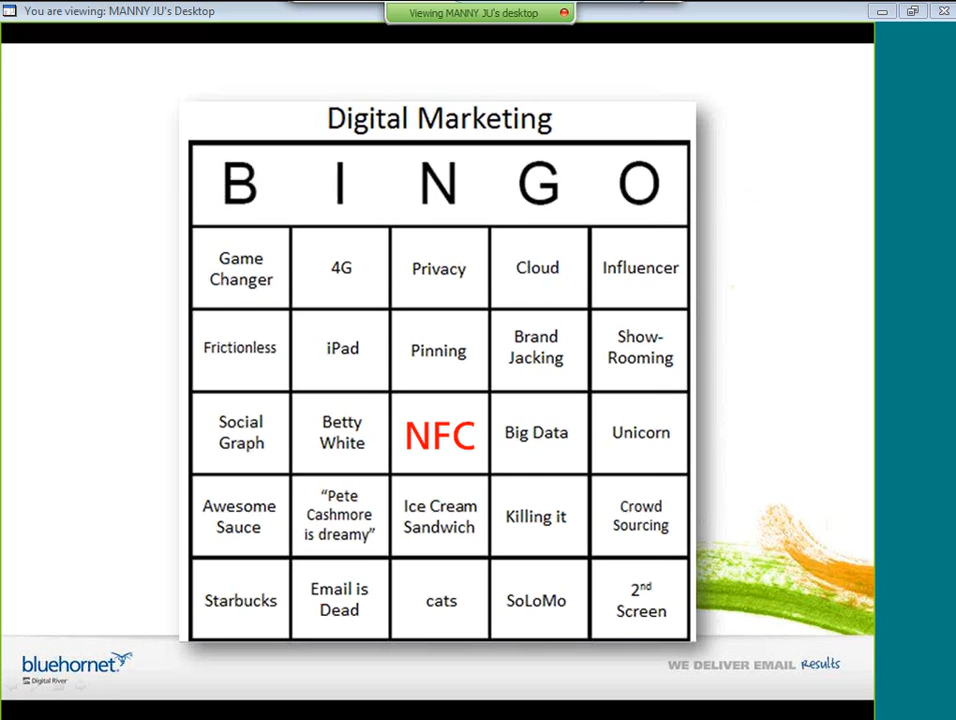 You are viewing: MANNY JU's Desktop
Viewing MANNY JU's desktop
Digital Marketing
B I N G O
Game
Changer
4G
Privacy
Cloud
Influencer
Frictionless
iPad
Pinning
Brand
Jacking
Show-
Rooming
Social
Graph
Betty
White
NFC
Big Data
Unicorn
Awesome
Sauce
“Pete
Cashmore
is dreamy”
Ice Cream
Sandwich
Killing it
Crowd
Sourcing
Starbucks
Email is
Dead
cats
SoLoMo
2nd
Screen
bluehornet
Digital River
WE DELIVER EMAIL Results